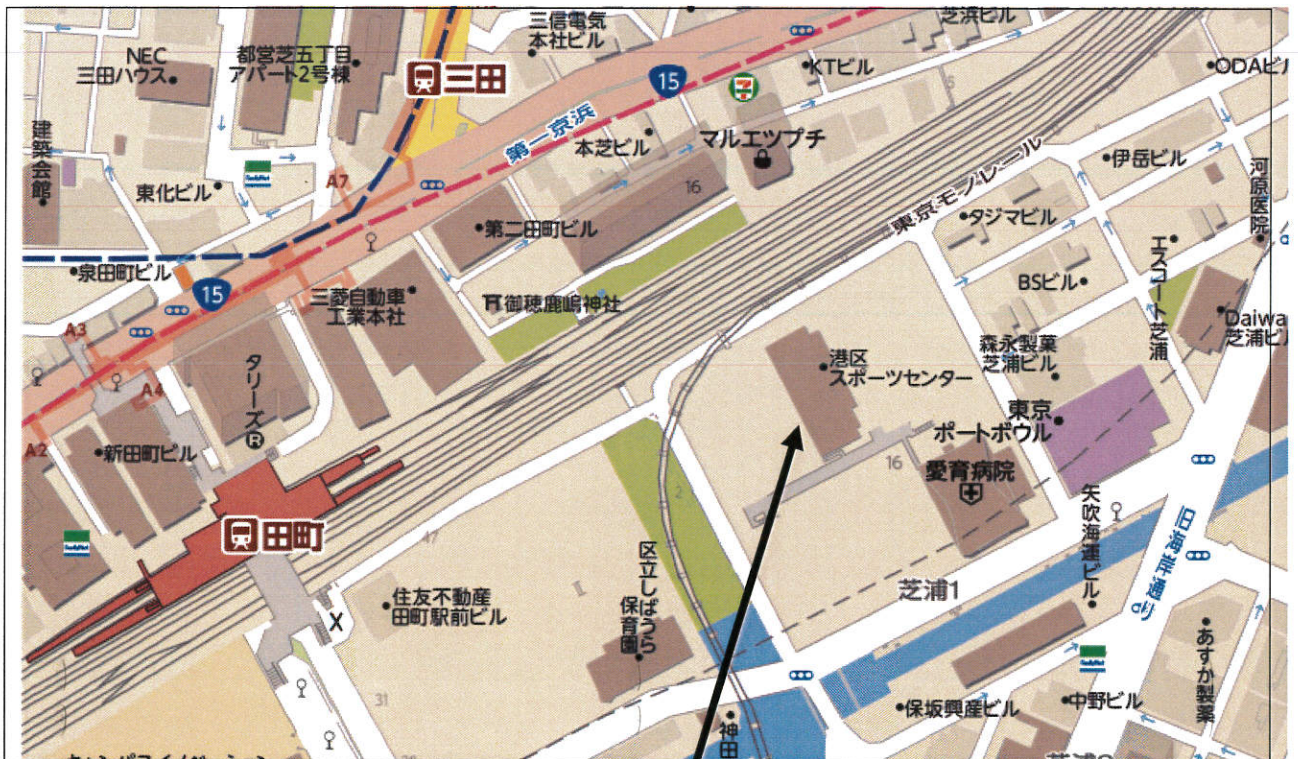 三信電気
本社ビル
芝浜ビル
NEC
三田ハウス
都営芝五丁目
アパート2号棟
三田
15
KTビル
ODAビル
建築会館
第一京浜
本芝ビル
マルエツプチ
伊岳ビル
河原医院
FamilyMart
A7
東化ビル
16
東京モノレール
タジマビル
第二田町ビル
泉田町ビル
15
三菱自動車
工業本社
御穂鹿嶋神社
BSビル
エスコート芝浦
Daiwa
芝浦ビル
A3
A4
A2
タリーズ
R
港区
スポーツセンター
森永製菓
芝浦ビル
東京
ポートボウル
新田町ビル
16
愛育病院
2
田町
47
FamilyMart
矢吹海運ビル
旧海岸通り
住友不動産
田町駅前ビル
X
区立しばうら
保育園
芝浦1
31
あすか製薬
FamilyMart
保坂興産ビル
中野ビル
神田